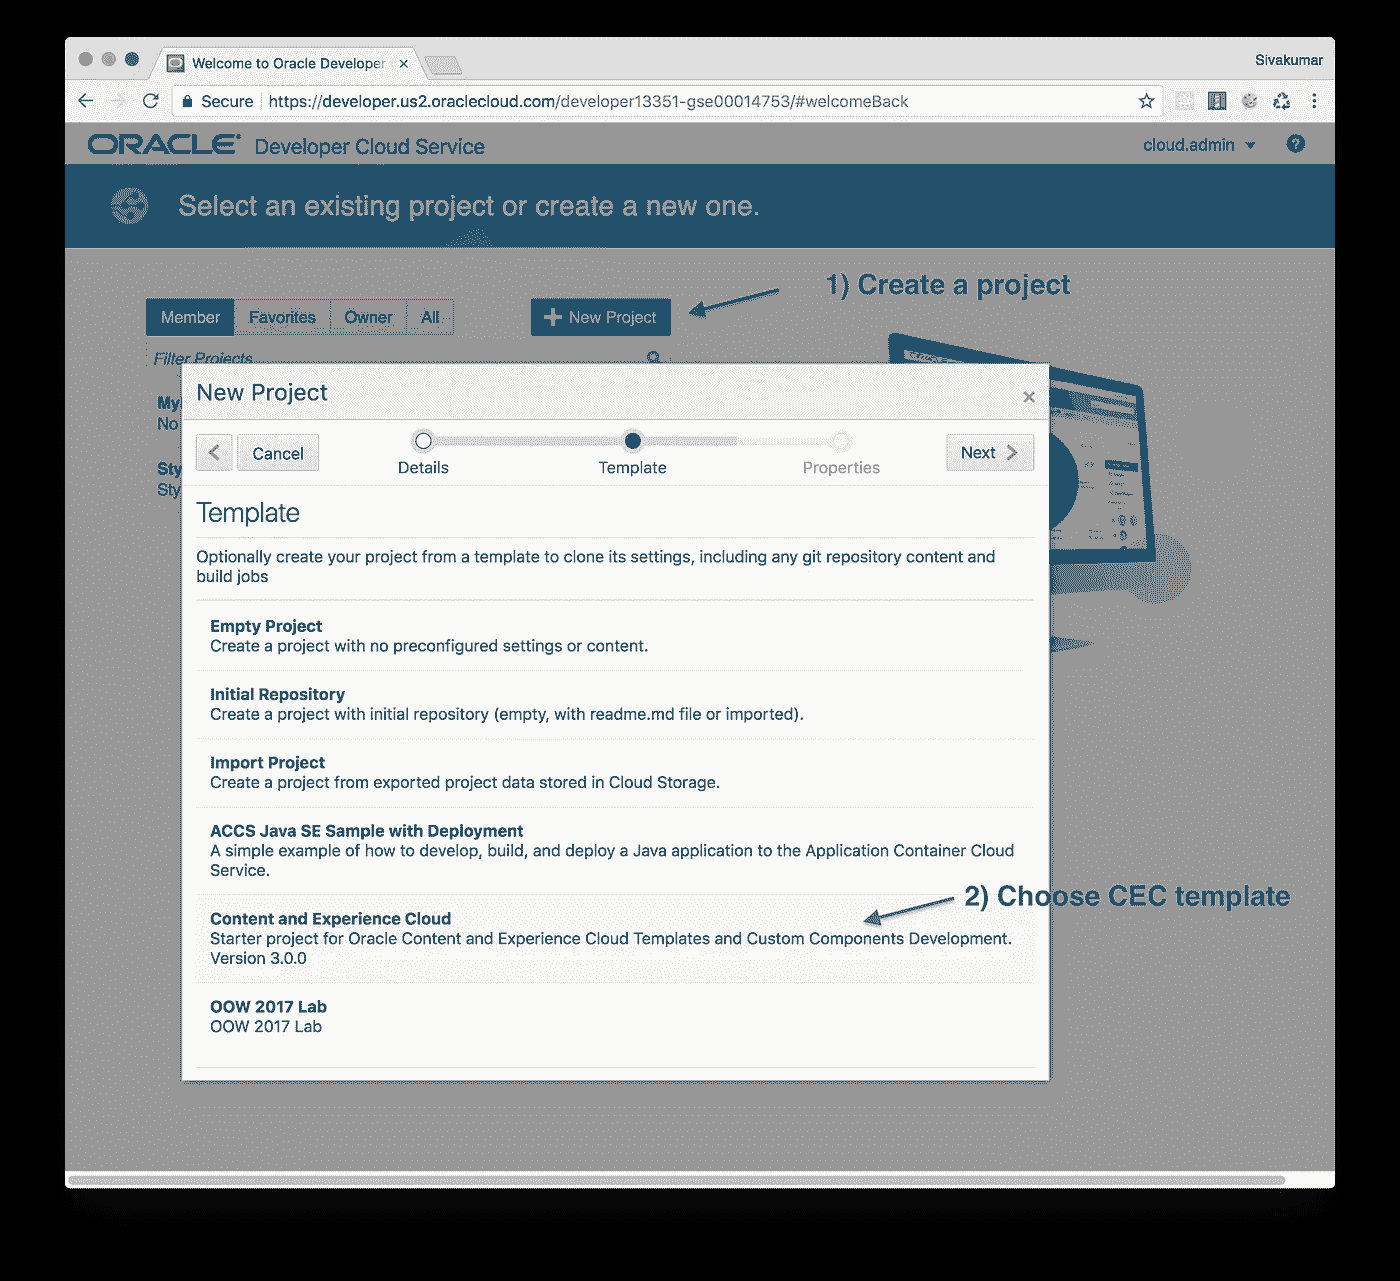 Welcome to Oracle Developer
Sivakumar
Secure https://developer.us2.oraclecloud.com/developer13351-gse00014753/#welcomeBack
ORACLE Developer Cloud Service
cloud.admin
Select an existing project or create a new one.
1) Create a project
Member Favorites Owner All
New Project
Filter Projects
My
No
Sty
Sty
New Project
Cancel
Details
Template
Properties
Next
Template
Optionally create your project from a template to clone its settings, including any git repository content and
build jobs
Empty Project
Create a project with no preconfigured settings or content.
Initial Repository
Create a project with initial repository (empty, with readme.md file or imported).
Import Project
Create a project from exported project data stored in Cloud Storage.
ACCS Java SE Sample with Deployment
A simple example of how to develop, build, and deploy a Java application to the Application Container Cloud
Service.
2) Choose CEC template
Content and Experience Cloud
Starter project for Oracle Content and Experience Cloud Templates and Custom Components Development.
Version 3.0.0
OOW 2017 Lab
OOW 2017 Lab